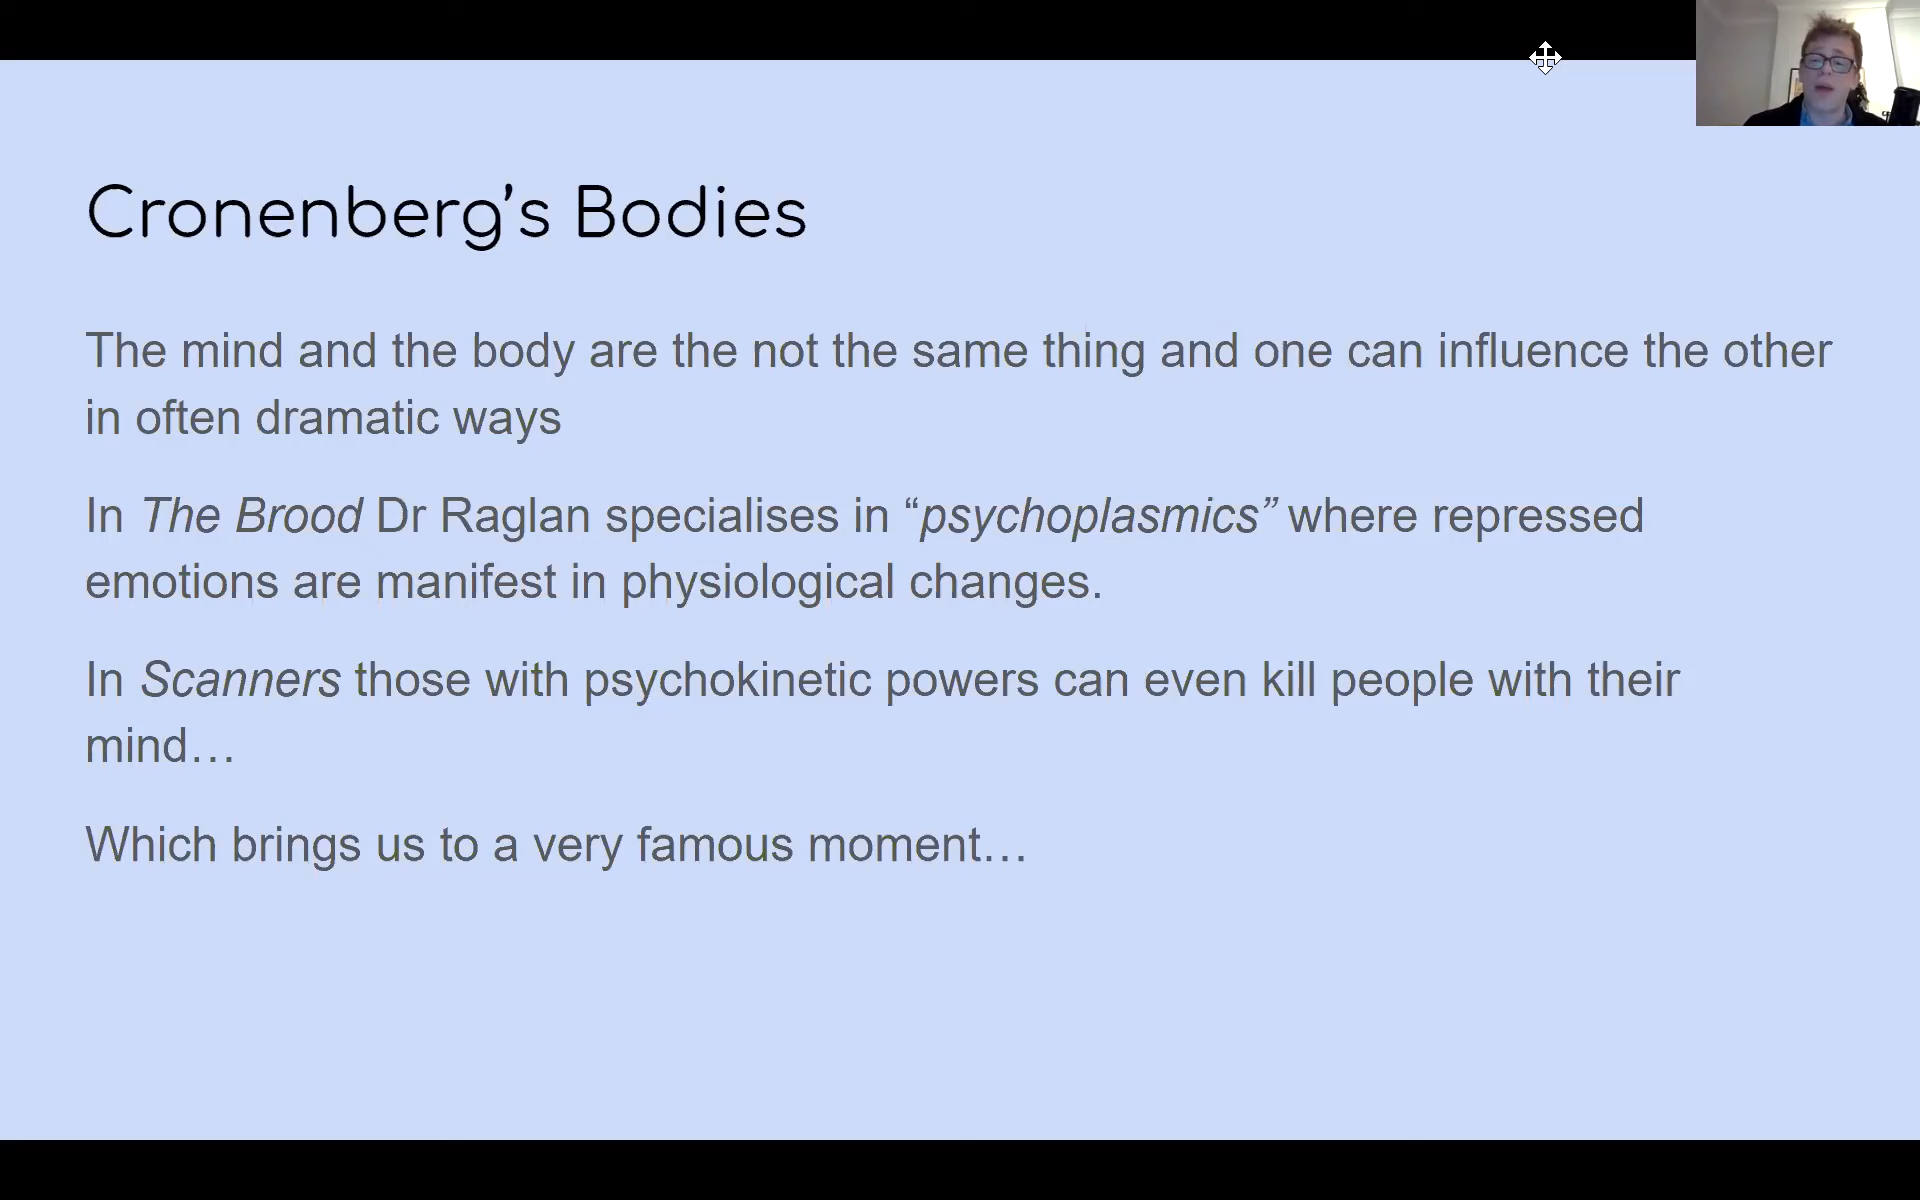 Cronenberg’s Bodies
The mind and the body are the not the same thing and one can influence the other
in often dramatic ways
In The Brood Dr Raglan specialises in “psychoplasmics” where repressed
emotions are manifest in physiological changes.
In Scanners those with psychokinetic powers can even kill people with their
mind…
Which brings us to a very famous moment…